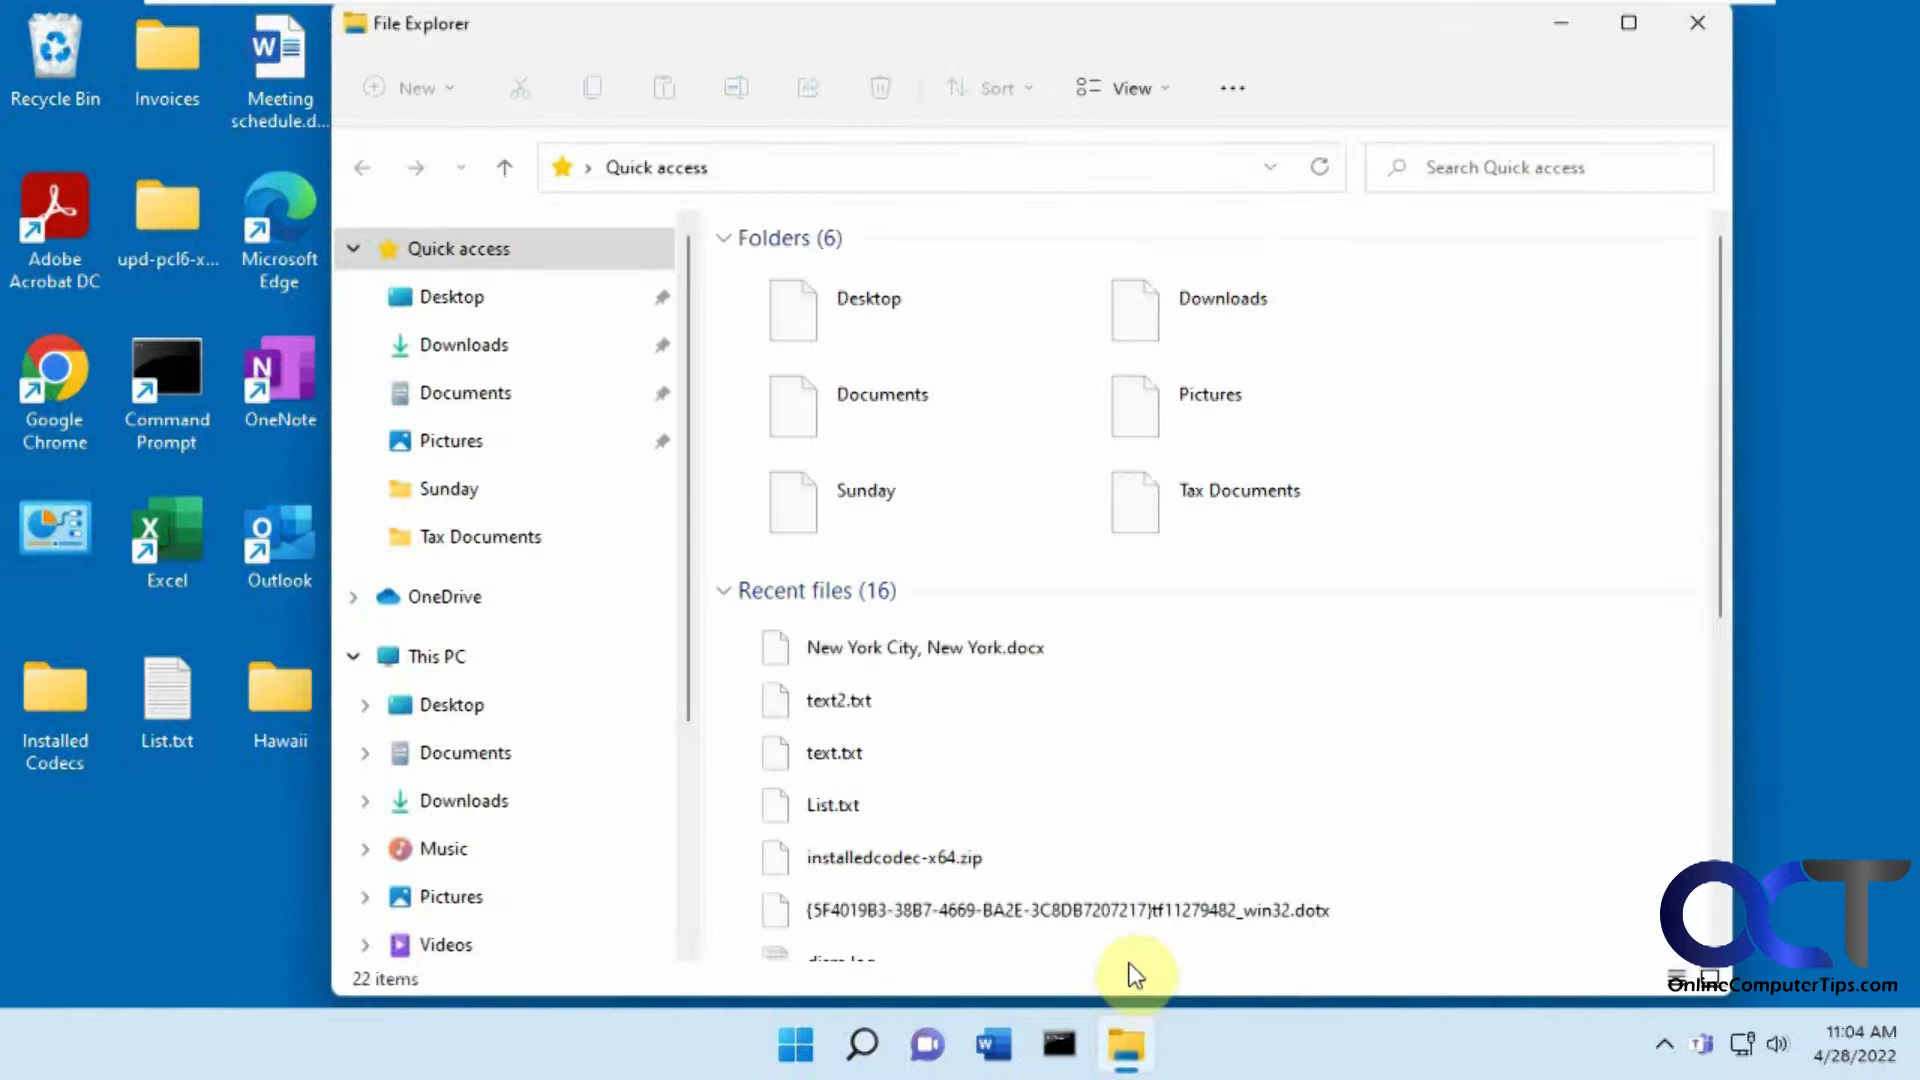 Recycle Bin
Invoices
Meeting
schedule.d...
Adobe
Acrobat DC
upd-pcl6-x...
Microsoft
Edge
Google
Chrome
Command
Prompt
OneNote
Excel
Outlook
Installed
Codecs
List.txt
Hawaii
File Explorer
New
Sort
View
Quick access
Search Quick access
Quick access
Desktop
Downloads
Documents
Pictures
Sunday
Tax Documents
OneDrive
This PC
Desktop
Documents
Downloads
Music
Pictures
Videos
22 items
Folders (6)
Desktop
Downloads
Documents
Pictures
Sunday
Tax Documents
Recent files (16)
New York City, New York.docx
text2.txt
text.txt
List.txt
installedcodec-x64.zip
{5F4019B3-38B7-4669-BA2E-3C8DB7207217}tf11279482_win32.dotx
OCT
OnlineComputerTips.com
11:04 AM
4/28/2022